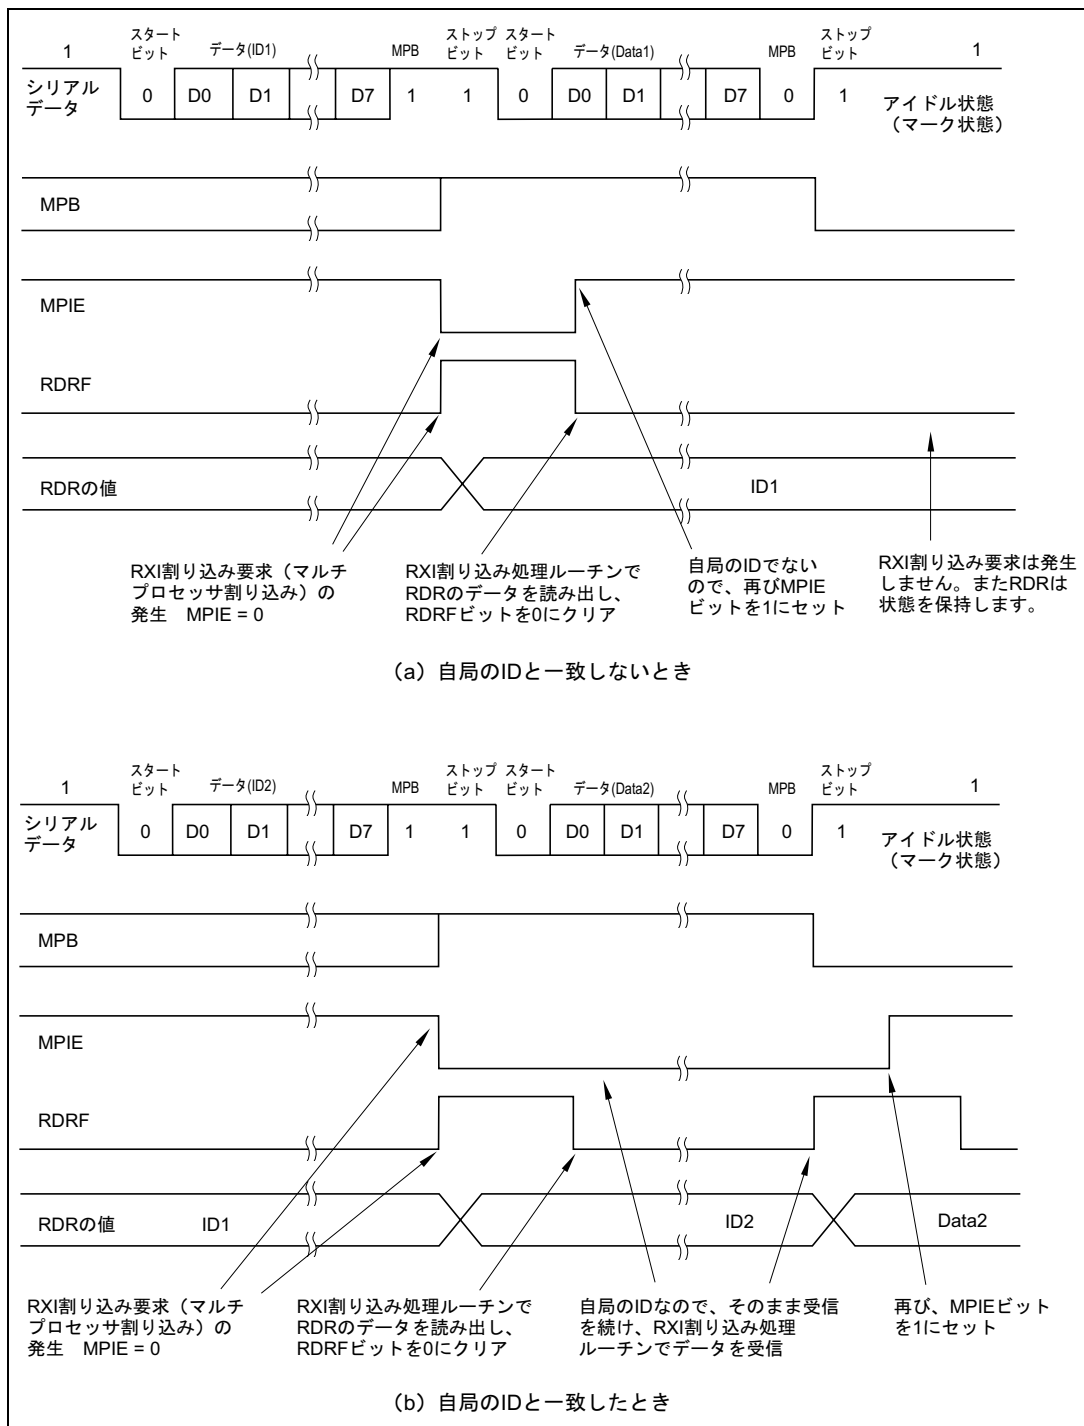 スタート ストップ スタート ストップ
1 ビット データ(ID1) MPB ビット ビット データ(Data1) MPB ビット 1
シリアル
データ
0 D0 D1 D7 1 1 0 D0 D1 D7 0 1
アイドル状態
（マーク状態）
MPB
MPIE
RDRF
RDRの値 ID1
RXI割り込み要求（マルチ
プロセッサ割り込み）の
発生 MPIE = 0
RXI割り込み処理ルーチンで
RDRのデータを読み出し、
RDRFビットを0にクリア
自局のIDでない
ので、再びMPIE
ビットを1にセット
RXI割り込み要求は発生
しません。またRDRは
状態を保持します。
（a）自局のIDと一致しないとき
スタート ストップ スタート ストップ
1 ビット データ(ID2) MPB ビット ビット データ(Data2) MPB ビット 1
シリアル
データ
0 D0 D1 D7 1 1 0 D0 D1 D7 0 1
アイドル状態
（マーク状態）
MPB
MPIE
RDRF
RDRの値 ID1 ID2 Data2
RXI割り込み要求（マルチ
プロセッサ割り込み）の
発生 MPIE = 0
RXI割り込み処理ルーチンで
RDRのデータを読み出し、
RDRFビットを0にクリア
自局のIDなので、そのまま受信
を続け、RXI割り込み処理
ルーチンでデータを受信
再び、MPIEビット
を1にセット
（b）自局のIDと一致したとき